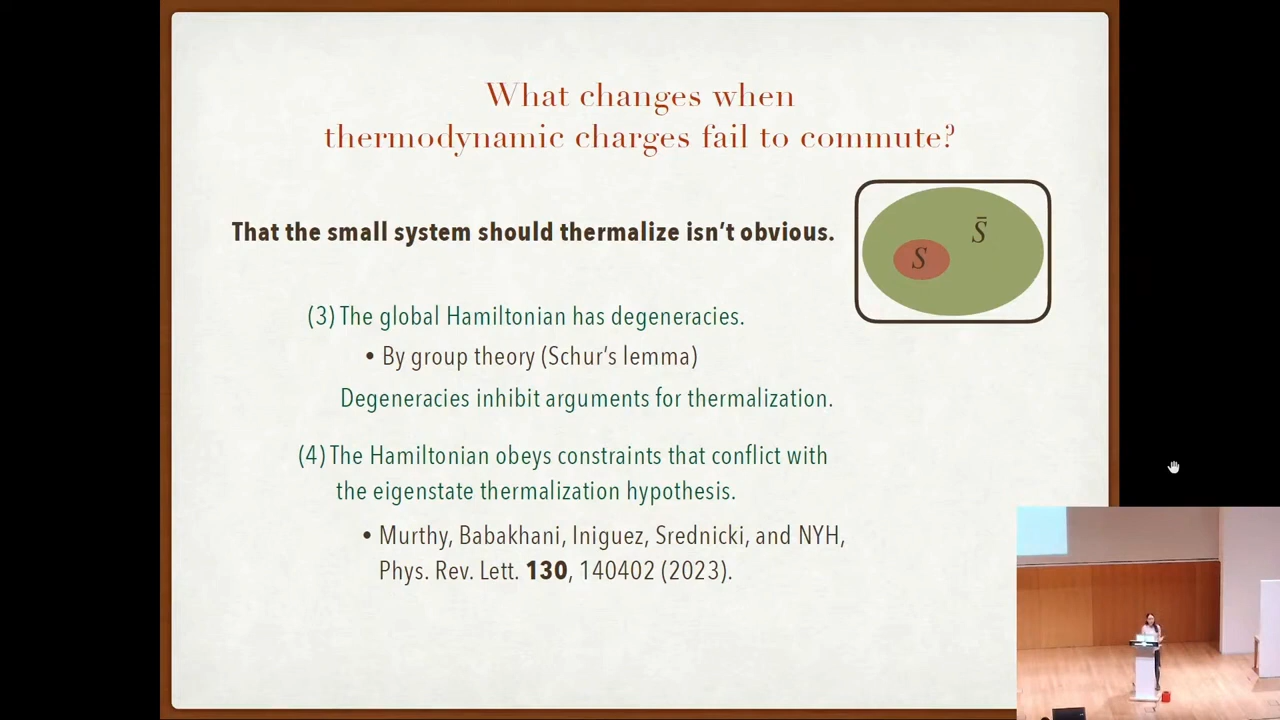 What changes when
thermodynamic charges fail to commute?
That the small system should thermalize isn’t obvious.
S̄
S
(3) The global Hamiltonian has degeneracies.
• By group theory (Schur’s lemma)
Degeneracies inhibit arguments for thermalization.
(4) The Hamiltonian obeys constraints that conflict with
the eigenstate thermalization hypothesis.
• Murthy, Babakhani, Iniguez, Srednicki, and NYH,
Phys. Rev. Lett. 130, 140402 (2023).